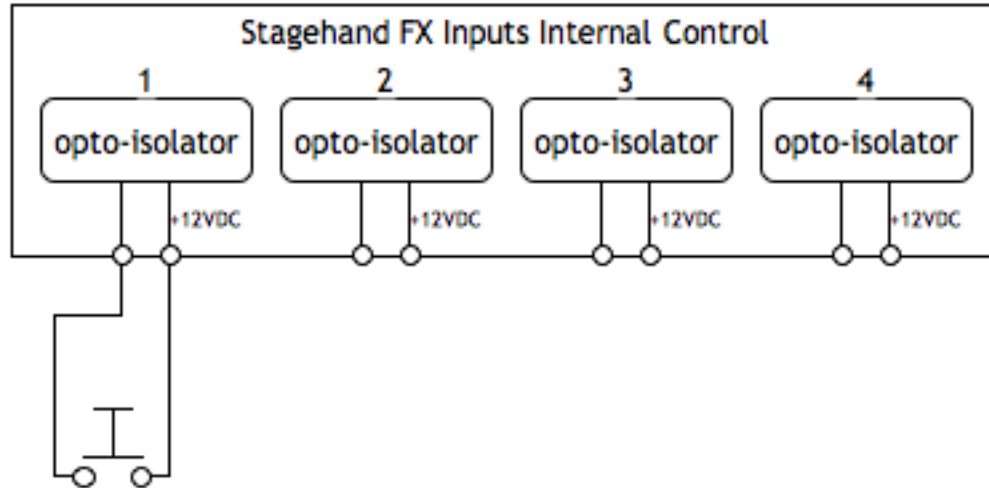 Stagehand FX Inputs Internal Control
1 2 3 4
opto-isolator opto-isolator opto-isolator opto-isolator
+12VDC +12VDC +12VDC +12VDC